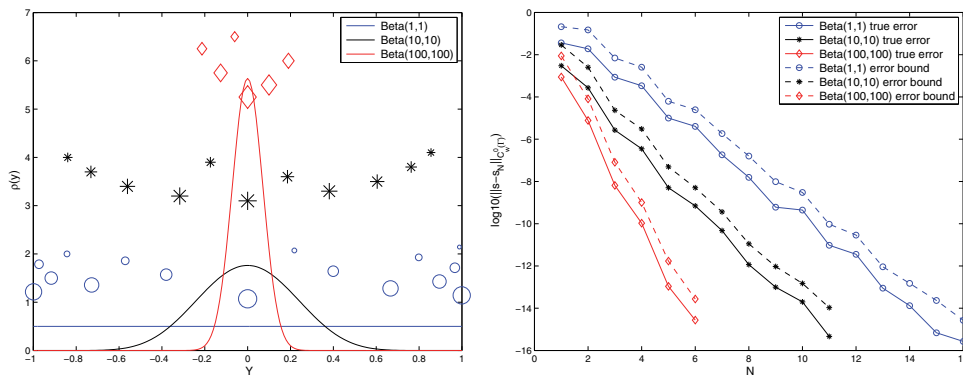 7
6
5
4
3
2
1
0
ρ(y)
−1
−0.8
−0.6
−0.4
−0.2
0
0.2
0.4
0.6
0.8
1
Y
Beta(1,1)
Beta(10,10)
Beta(100,100)
0
−2
−4
−6
−8
−10
−12
−14
−16
log10(||s−s_N||_{C^0_w(Γ)})
0
2
4
6
8
10
12
14
16
N
Beta(1,1) true error
Beta(10,10) true error
Beta(100,100) true error
Beta(1,1) error bound
Beta(10,10) error bound
Beta(100,100) error bound